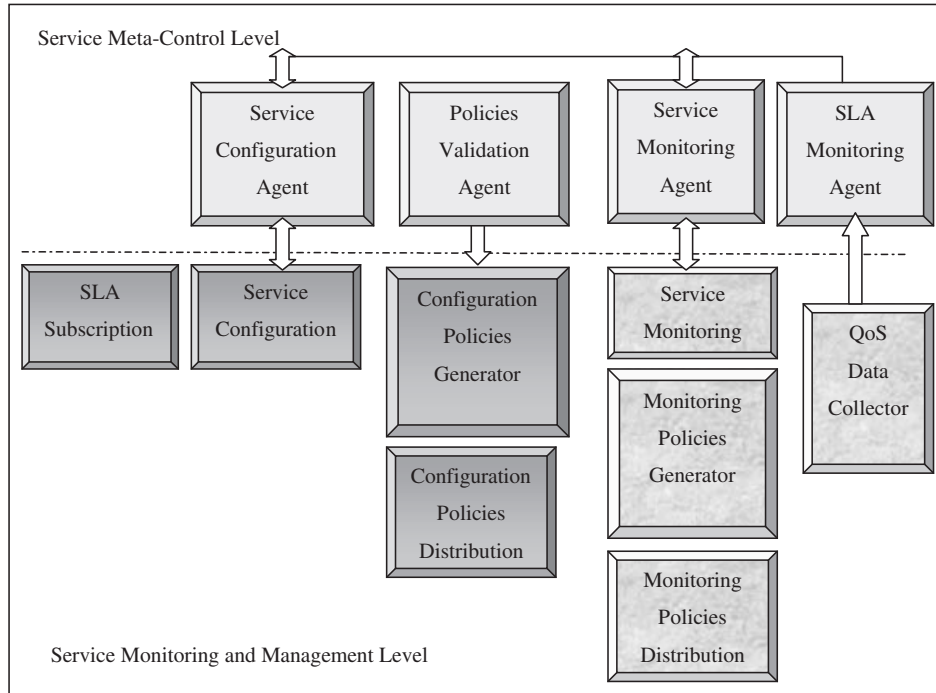 Service Meta-Control Level
Service
Configuration
Agent
Policies
Validation
Agent
Service
Monitoring
Agent
SLA
Monitoring
Agent
SLA
Subscription
Service
Configuration
Configuration
Policies
Generator
Service
Monitoring
QoS
Data
Collector
Monitoring
Policies
Generator
Configuration
Policies
Distribution
Monitoring
Policies
Distribution
Service Monitoring and Management Level